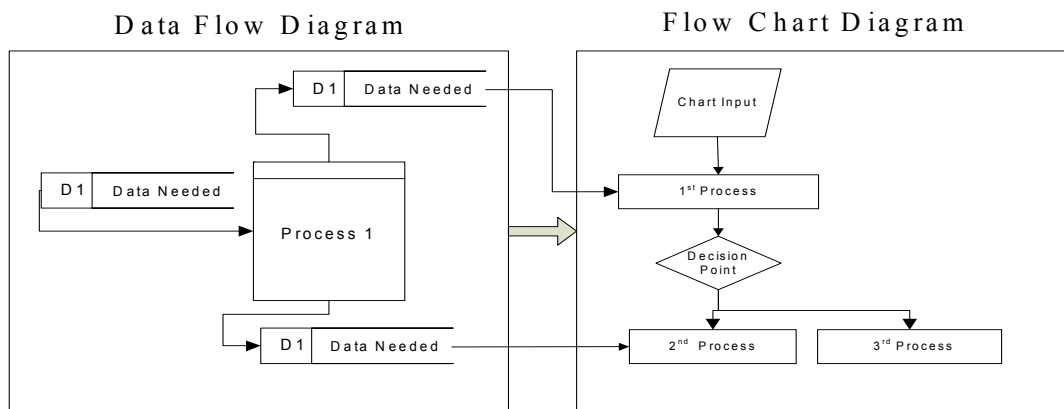 Data Flow Diagram
D1 Data Needed
D1 Data Needed
Process 1
D1 Data Needed
Flow Chart Diagram
Chart Input
1st Process
Decision
Point
2nd Process
3rd Process